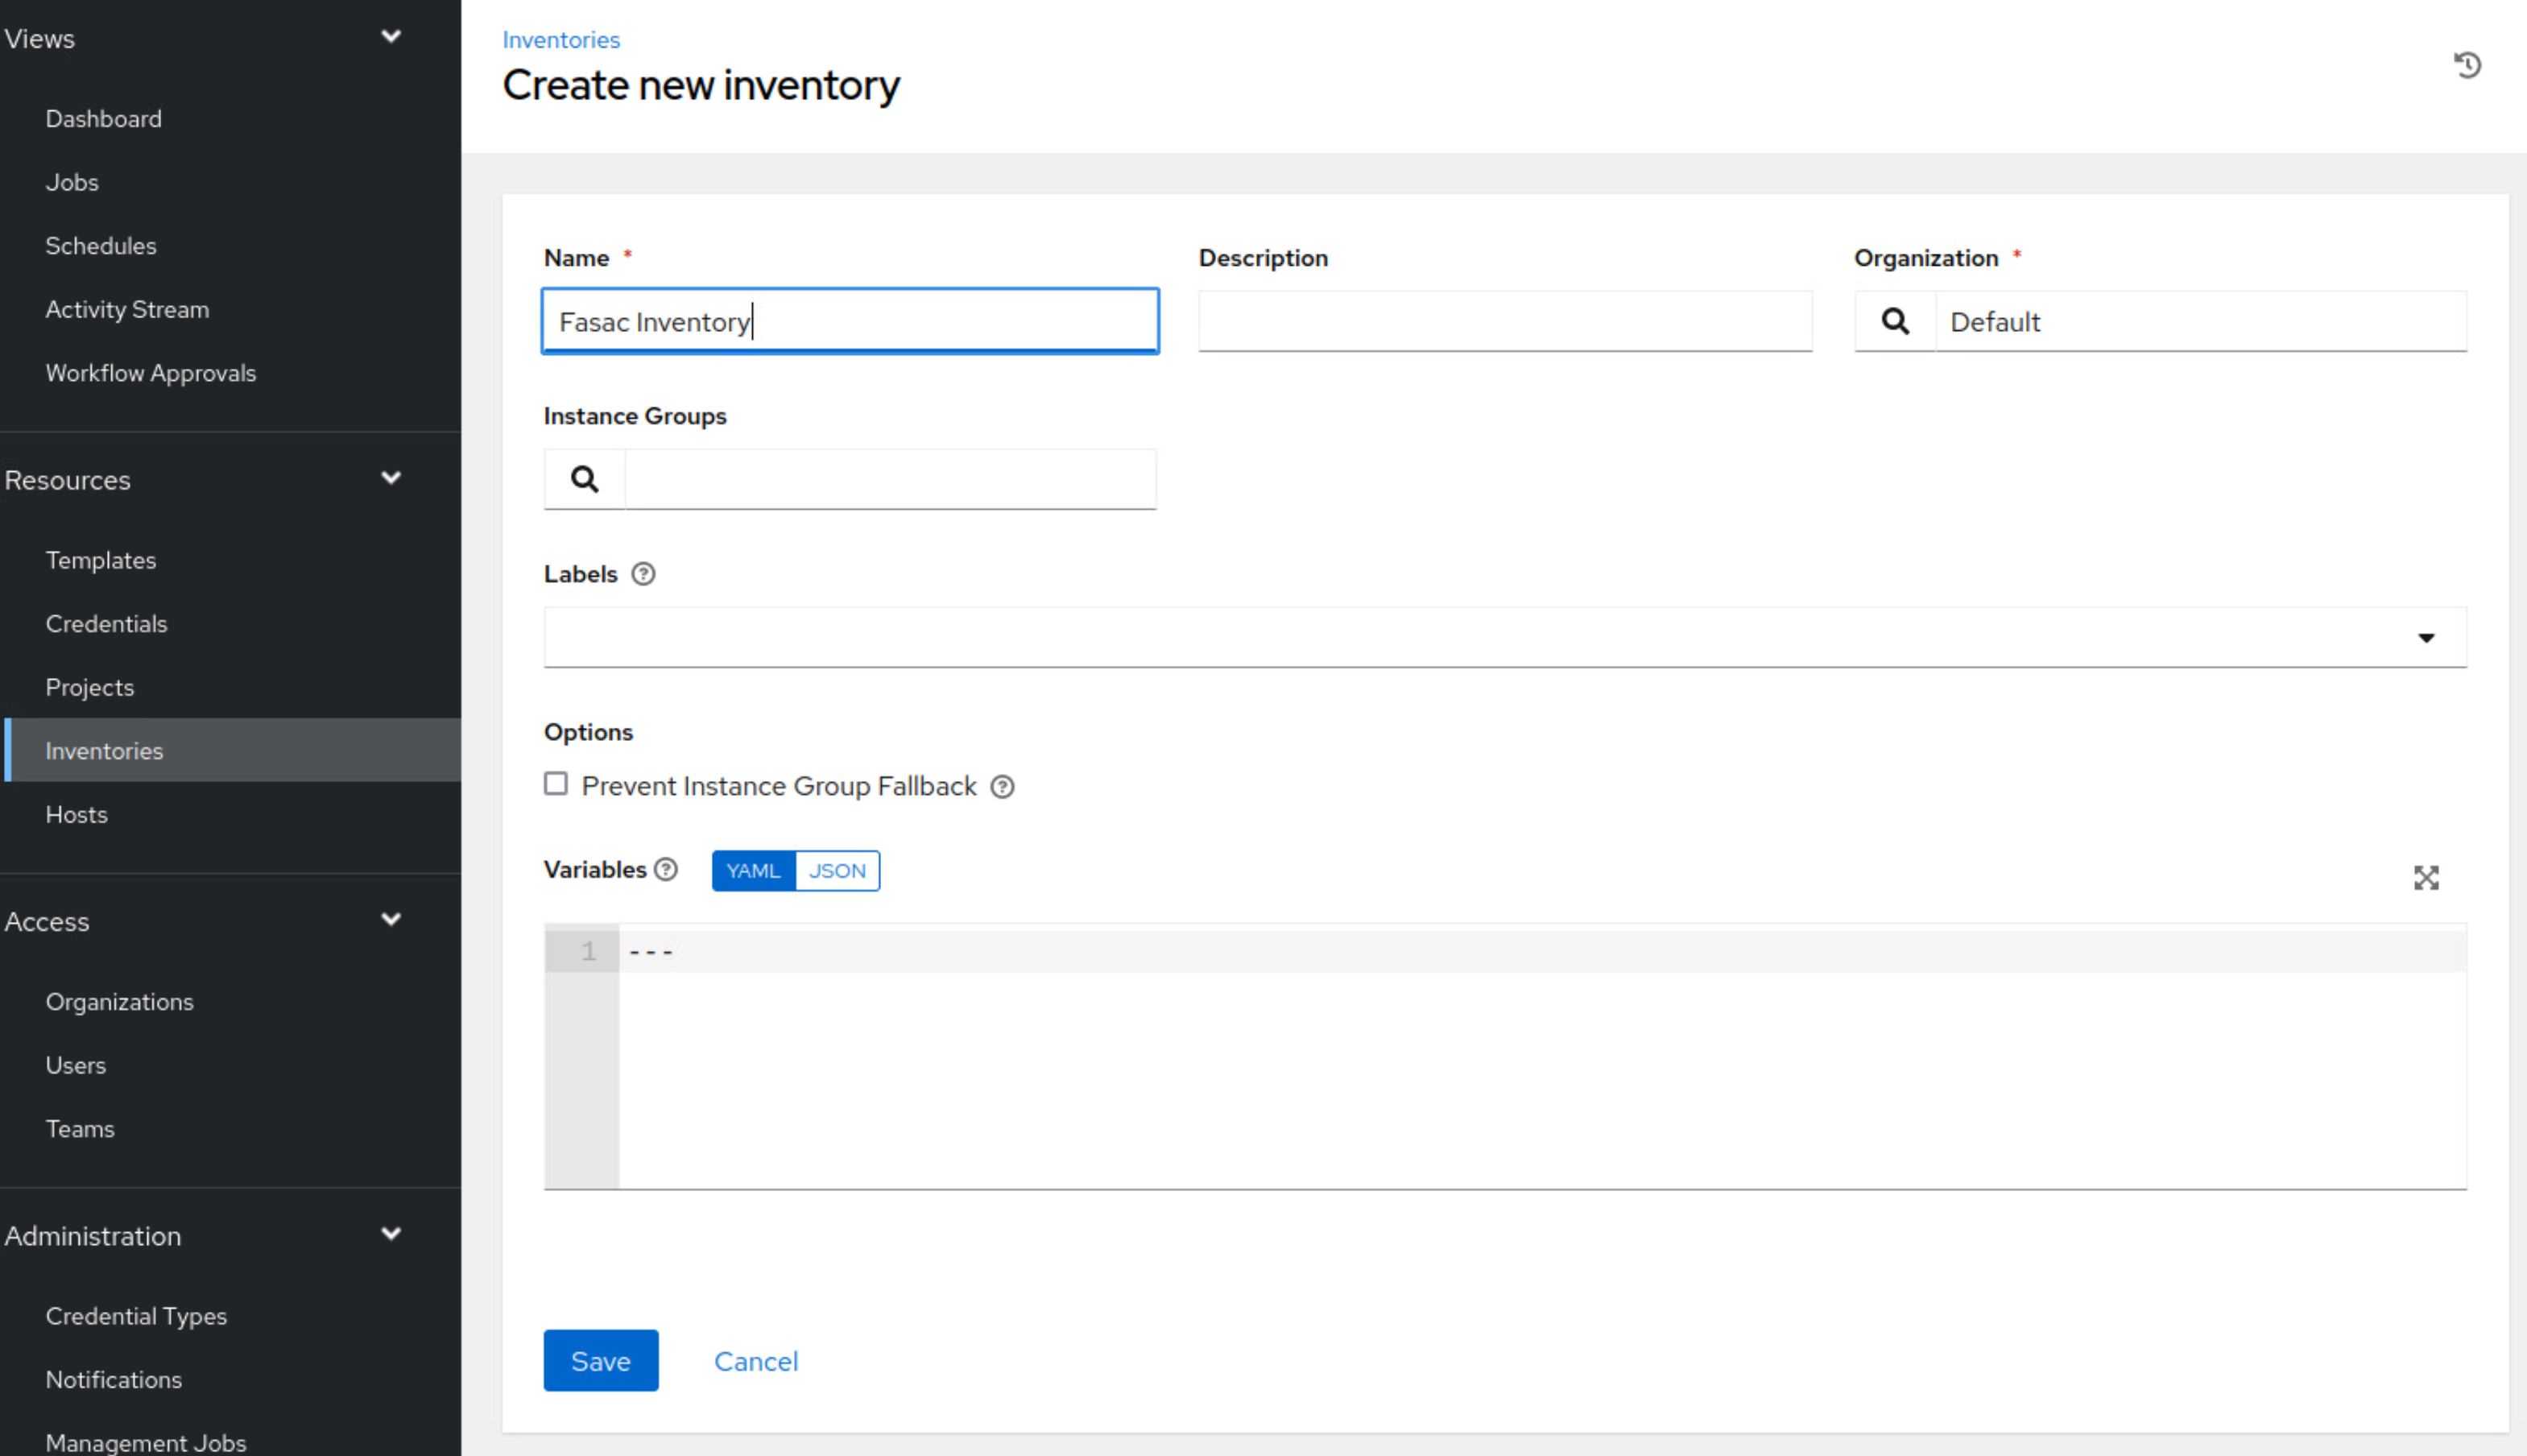 Views
Dashboard
Jobs
Schedules
Activity Stream
Workflow Approvals
Resources
Templates
Credentials
Projects
Inventories
Hosts
Access
Organizations
Users
Teams
Administration
Credential Types
Notifications
Management Jobs
Inventories
Create new inventory
Name * Description Organization *
Fasac Inventory Default
Instance Groups
Labels
Options
Prevent Instance Group Fallback
Variables YAML JSON
1 ---
Save Cancel